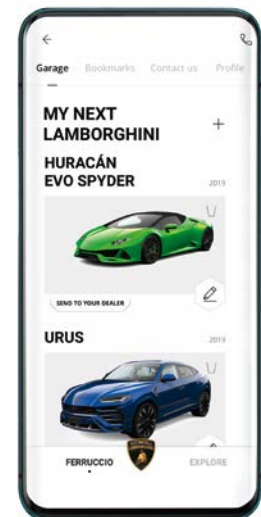 Garage Bookmarks Contact us Profile
MY NEXT
LAMBORGHINI
HURACÁN
EVO SPYDER
2019
SEND TO YOUR DEALER
URUS
2019
FERRUCCIO
EXPLORE